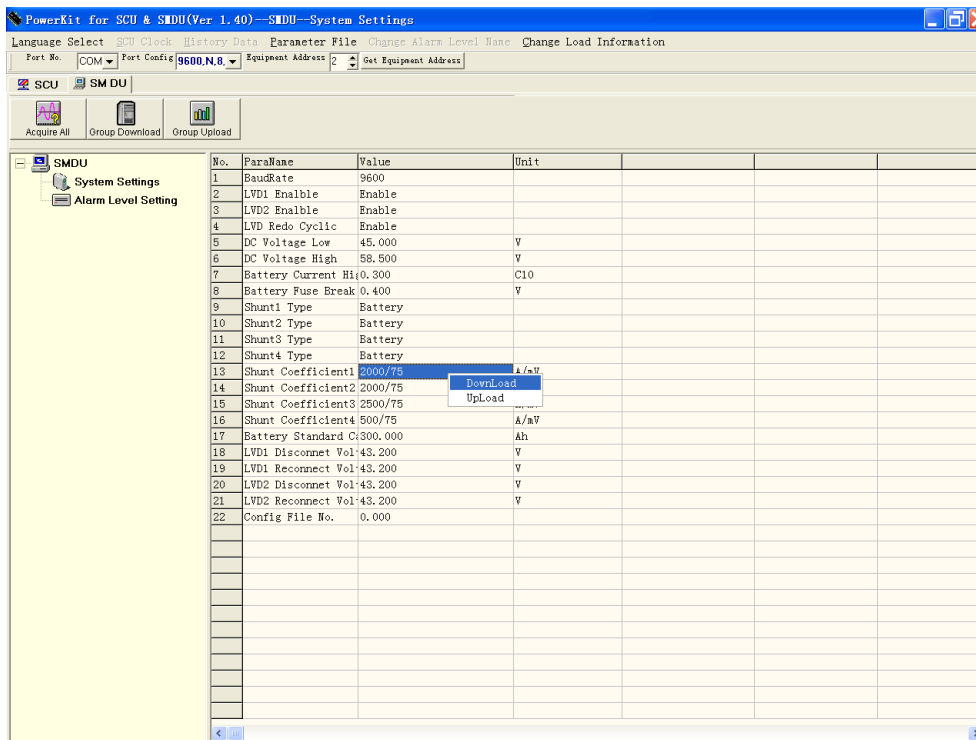 PowerKit for SCU & SMDU(Ver 1.40)--SMDU--System Settings
Language Select SCU Clock History Data Parameter File Change Alarm Level Name Change Load Information
Port No. COM Port Config 9600,N,8, Equipment Address 2 Get Equipment Address
SCU SM DU
Acquire All Group Download Group Upload
SMDU
System Settings
Alarm Level Setting
No. ParaName Value Unit
1 BaudRate 9600
2 LVD1 Enalble Enable
3 LVD2 Enalble Enable
4 LVD Redo Cyclic Enable
5 DC Voltage Low 45.000 V
6 DC Voltage High 58.500 V
7 Battery Current Hig 0.300 C10
8 Battery Fuse Break 0.400 V
9 Shunt1 Type Battery
10 Shunt2 Type Battery
11 Shunt3 Type Battery
12 Shunt4 Type Battery
13 Shunt Coefficient1 2000/75 A/mV
DownLoad
14 Shunt Coefficient2 2000/75
UpLoad
15 Shunt Coefficient3 2500/75
16 Shunt Coefficient4 500/75 A/mV
17 Battery Standard Ca 300.000 Ah
18 LVD1 Disconnet Vol 43.200 V
19 LVD1 Reconnect Vol 43.200 V
20 LVD2 Disconnet Vol 43.200 V
21 LVD2 Reconnect Vol 43.200 V
22 Config File No. 0.000